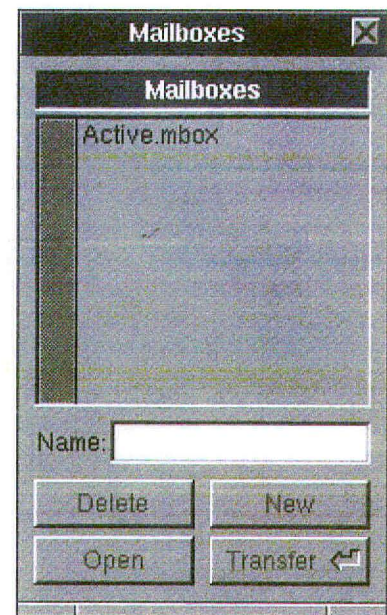 Mailboxes
Mailboxes
Active.mbox
Name:
Delete New
Open Transfer